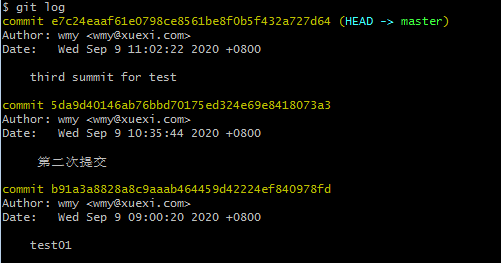 $ git log
commit e7c24eaaf61e0798ce8561be8f0b5f432a727d64 (HEAD -> master)
Author: wmy <wmy@xuexi.com>
Date:   Wed Sep 9 11:02:22 2020 +0800
third summit for test
commit 5da9d40146ab76bbd70175ed324e69e8418073a3
Author: wmy <wmy@xuexi.com>
Date:   Wed Sep 9 10:35:44 2020 +0800
第二次提交
commit b91a3a8828a8c9aaab464459d42224ef840978fd
Author: wmy <wmy@xuexi.com>
Date:   Wed Sep 9 09:00:20 2020 +0800
test01